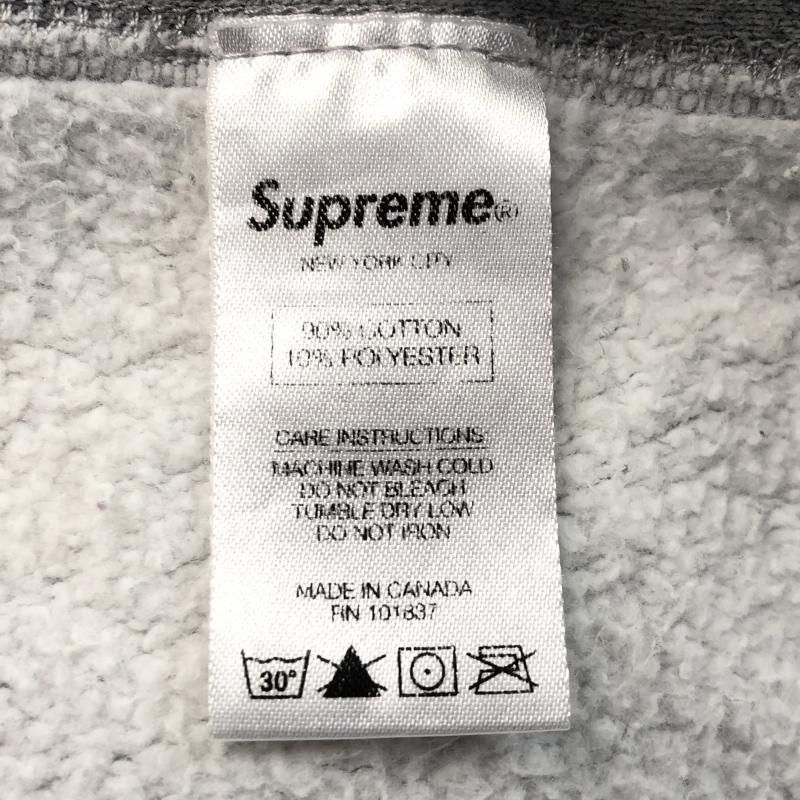 Supreme(R)
NEW YORK CITY
90% COTTON
10% POLYESTER
CARE INSTRUCTIONS
MACHINE WASH COLD
DO NOT BLEACH
TUMBLE DRY LOW
DO NOT IRON
MADE IN CANADA
RN 101837
30°